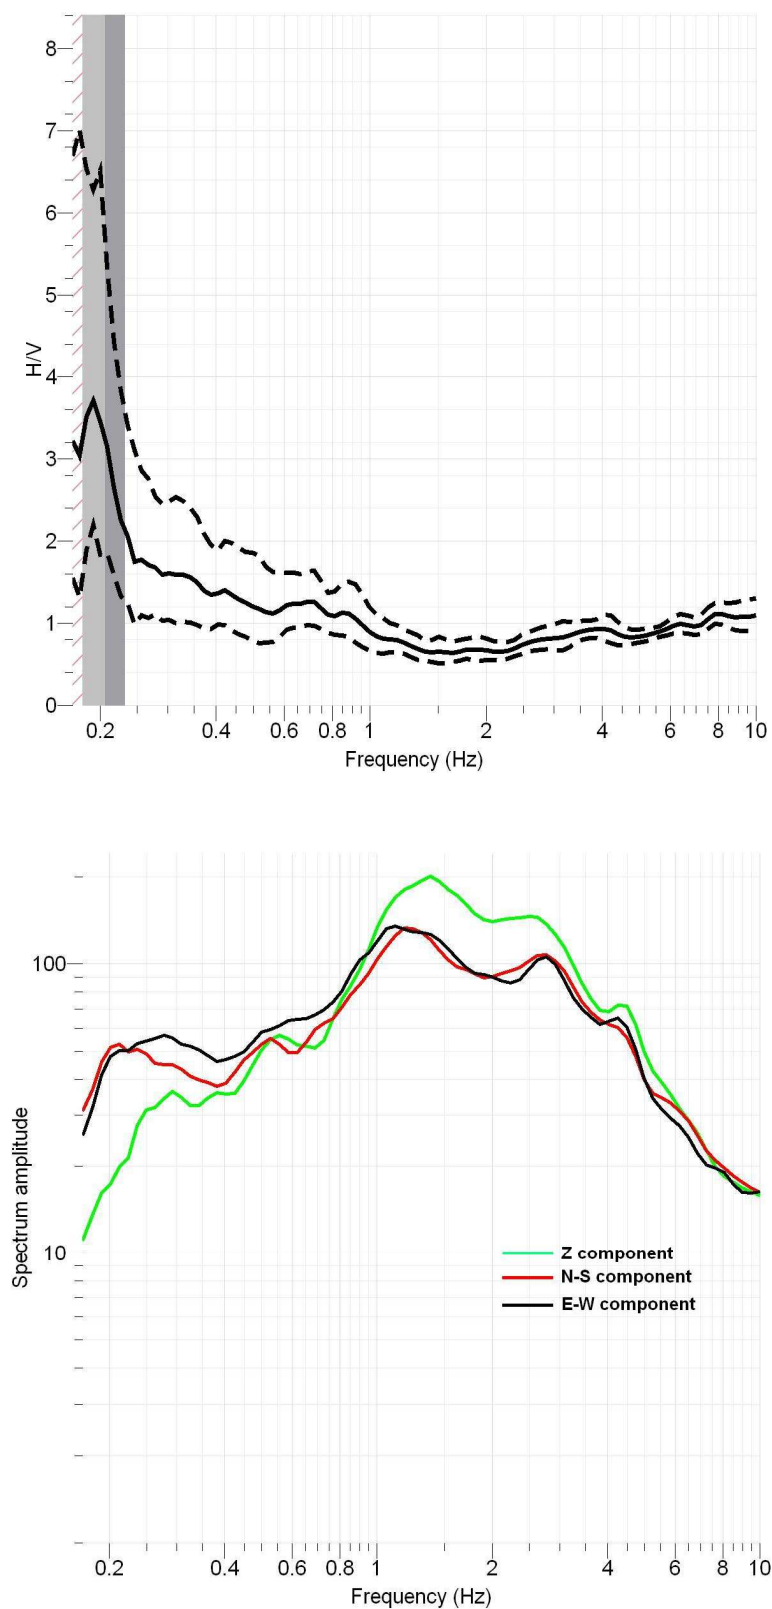 8
7
6
5
4
3
2
1
0
H/V
0.2 0.4 0.6 0.8 1 2 4 6 8 10
Frequency (Hz)
100
10
Spectrum amplitude
Z component
N-S component
E-W component
0.2 0.4 0.6 0.8 1 2 4 6 8 10
Frequency (Hz)